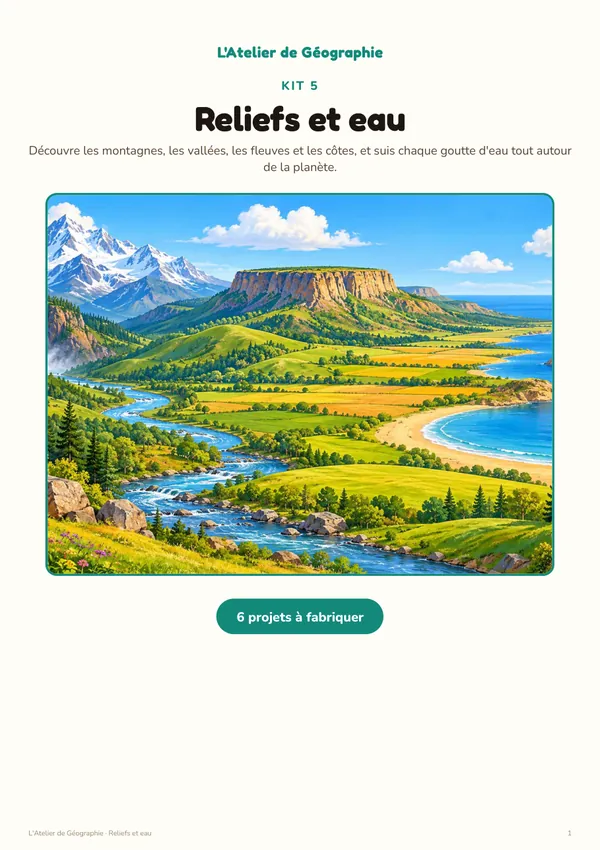 L'Atelier de Géographie
KIT 5
Reliefs et eau
Découvre les montagnes, les vallées, les fleuves et les côtes, et suis chaque goutte d'eau tout autour
de la planète.
6 projets à fabriquer
L'Atelier de Géographie · Reliefs et eau
1